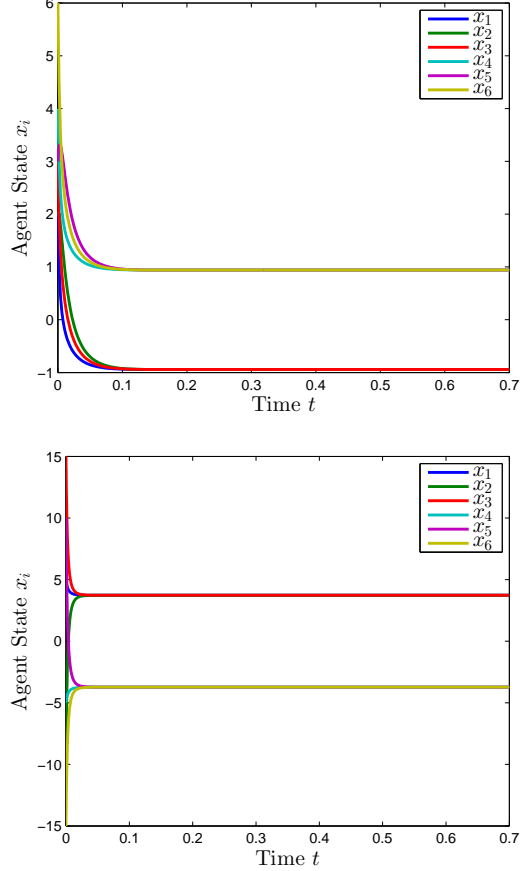 6
5
4
3
2
1
0
−1
Agent State x_i
x_1
x_2
x_3
x_4
x_5
x_6
0 0.1 0.2 0.3 0.4 0.5 0.6 0.7
Time t
15
10
5
0
−5
−10
−15
Agent State x_i
x_1
x_2
x_3
x_4
x_5
x_6
0 0.1 0.2 0.3 0.4 0.5 0.6 0.7
Time t